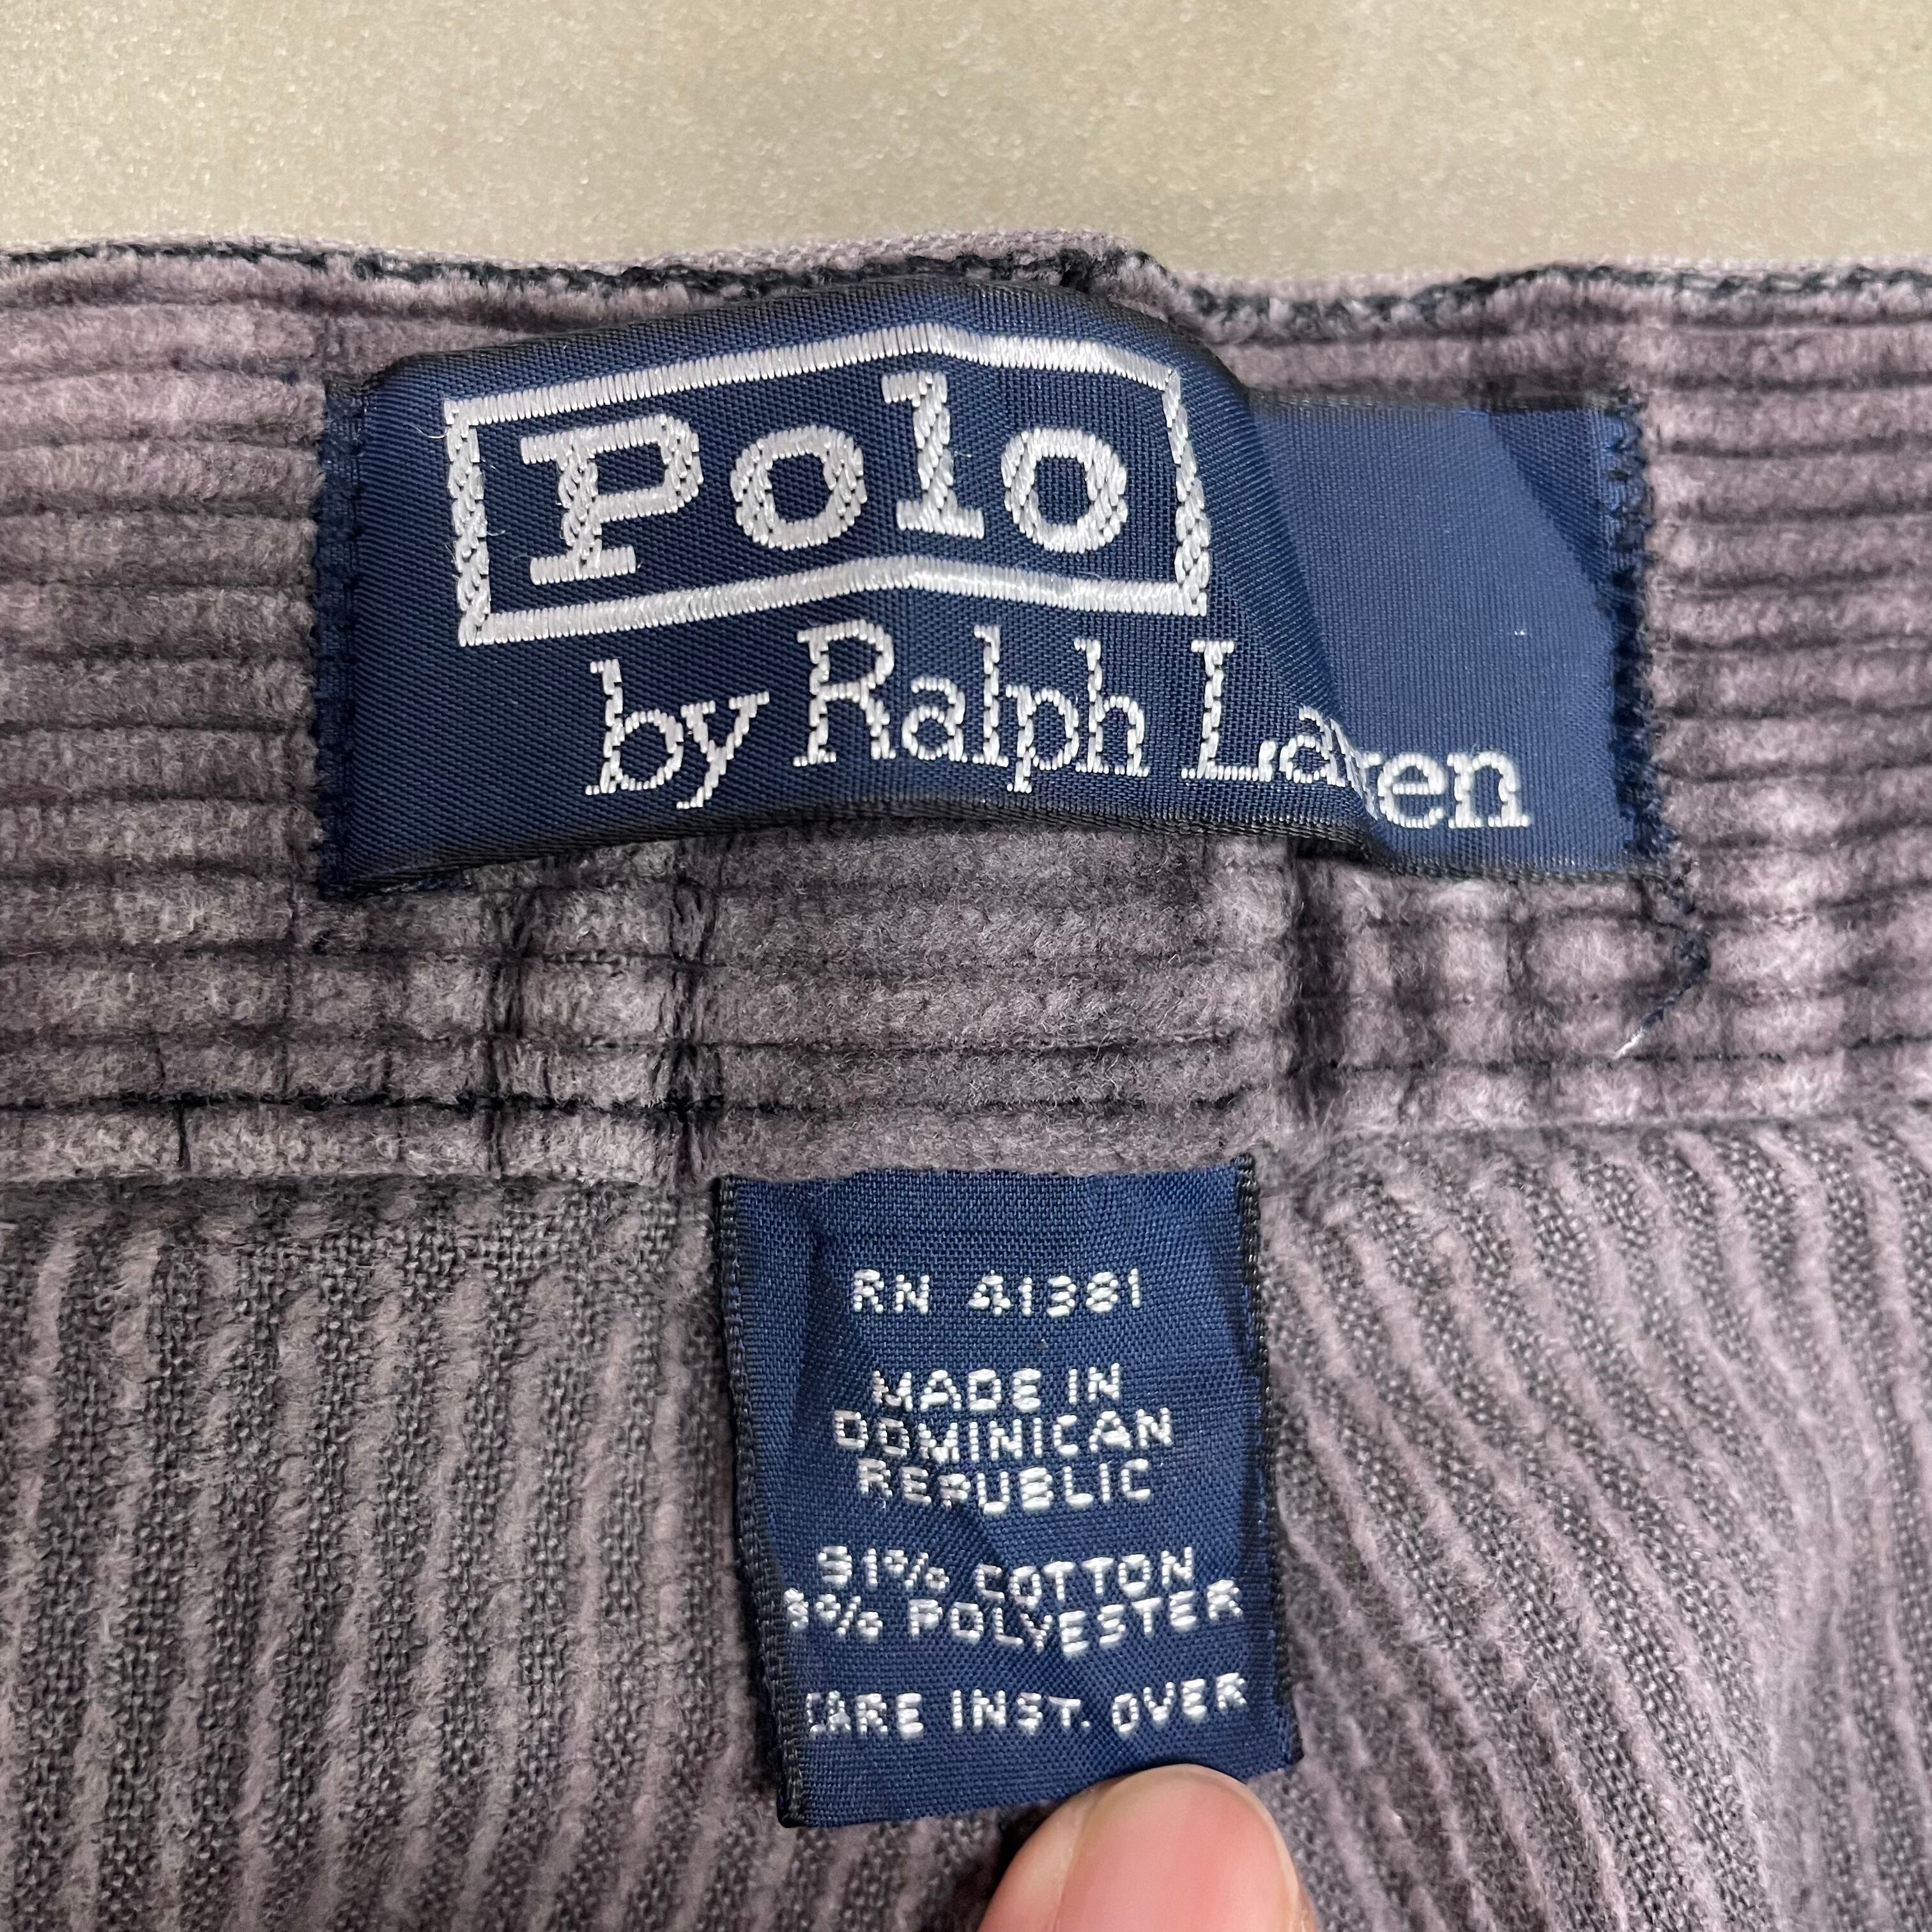 Polo
by Ralph Lauren
RN 41381
MADE IN
DOMINICAN
REPUBLIC
91% COTTON
9% POLYESTER
CARE INST. OVER